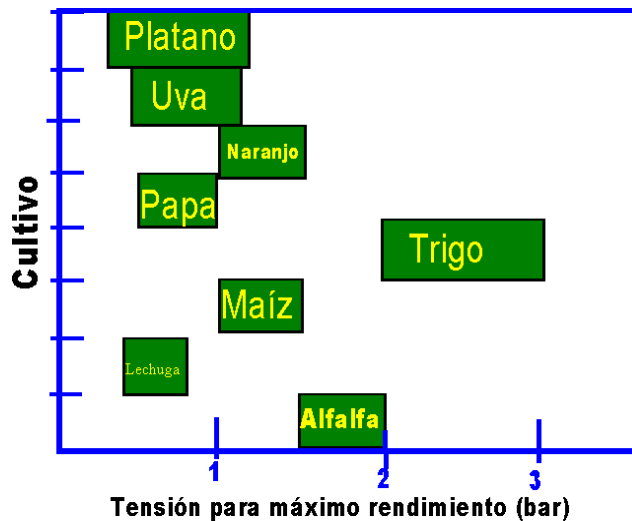 Platano
Uva
Naranjo
Papa
Trigo
Maíz
Lechuga
Alfalfa
Cultivo
1
2
3
Tensión para máximo rendimiento (bar)